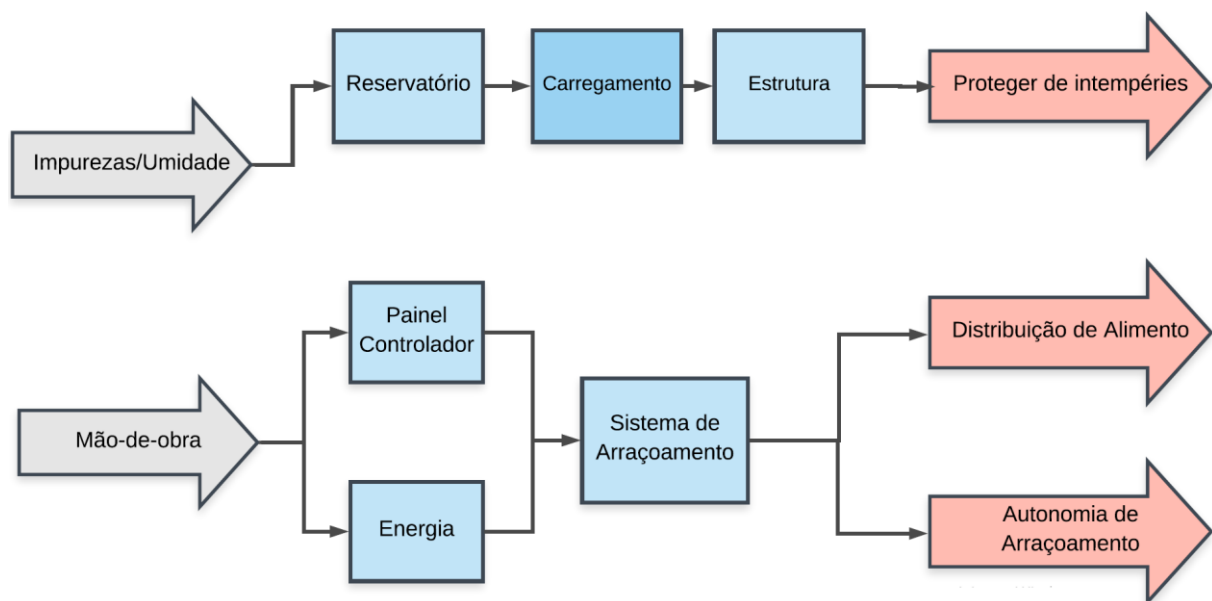 Impurezas/Umidade
Reservatório
Carregamento
Estrutura
Proteger de intempéries
Mão-de-obra
Painel
Controlador
Energia
Sistema de
Arraçoamento
Distribuição de Alimento
Autonomia de
Arraçoamento